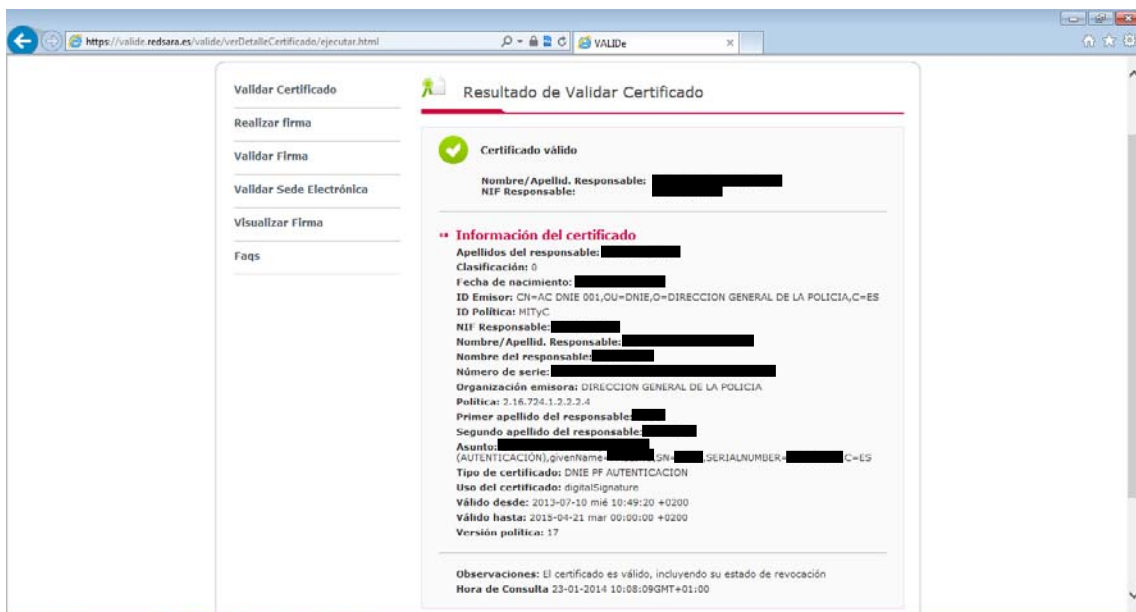 https://valide.redsara.es/valide/verDetalleCertificado/ejecutar.html
VALIDe
Validar Certificado
Realizar firma
Validar Firma
Validar Sede Electrónica
Visualizar Firma
Faqs
Resultado de Validar Certificado
Certificado válido
Nombre/Apellid. Responsable:
NIF Responsable:
Información del certificado
Apellidos del responsable:
Clasificación: 0
Fecha de nacimiento:
ID Emisor: CN=AC DNIE 001,OU=DNIE,O=DIRECCION GENERAL DE LA POLICIA,C=ES
ID Política: MITyC
NIF Responsable:
Nombre/Apellid. Responsable:
Nombre del responsable:
Número de serie:
Organización emisora: DIRECCION GENERAL DE LA POLICIA
Política: 2.16.724.1.2.2.2.4
Primer apellido del responsable:
Segundo apellido del responsable:
Asunto:
(AUTENTICACIÓN),givenName= ,SN= ,SERIALNUMBER= C=ES
Tipo de certificado: DNIE PF AUTENTICACION
Uso del certificado: digitalSignature
Válido desde: 2013-07-10 mié 10:49:20 +0200
Válido hasta: 2015-04-21 mar 00:00:00 +0200
Versión política: 17
Observaciones: El certificado es válido, incluyendo su estado de revocación
Hora de Consulta 23-01-2014 10:08:09GMT+01:00